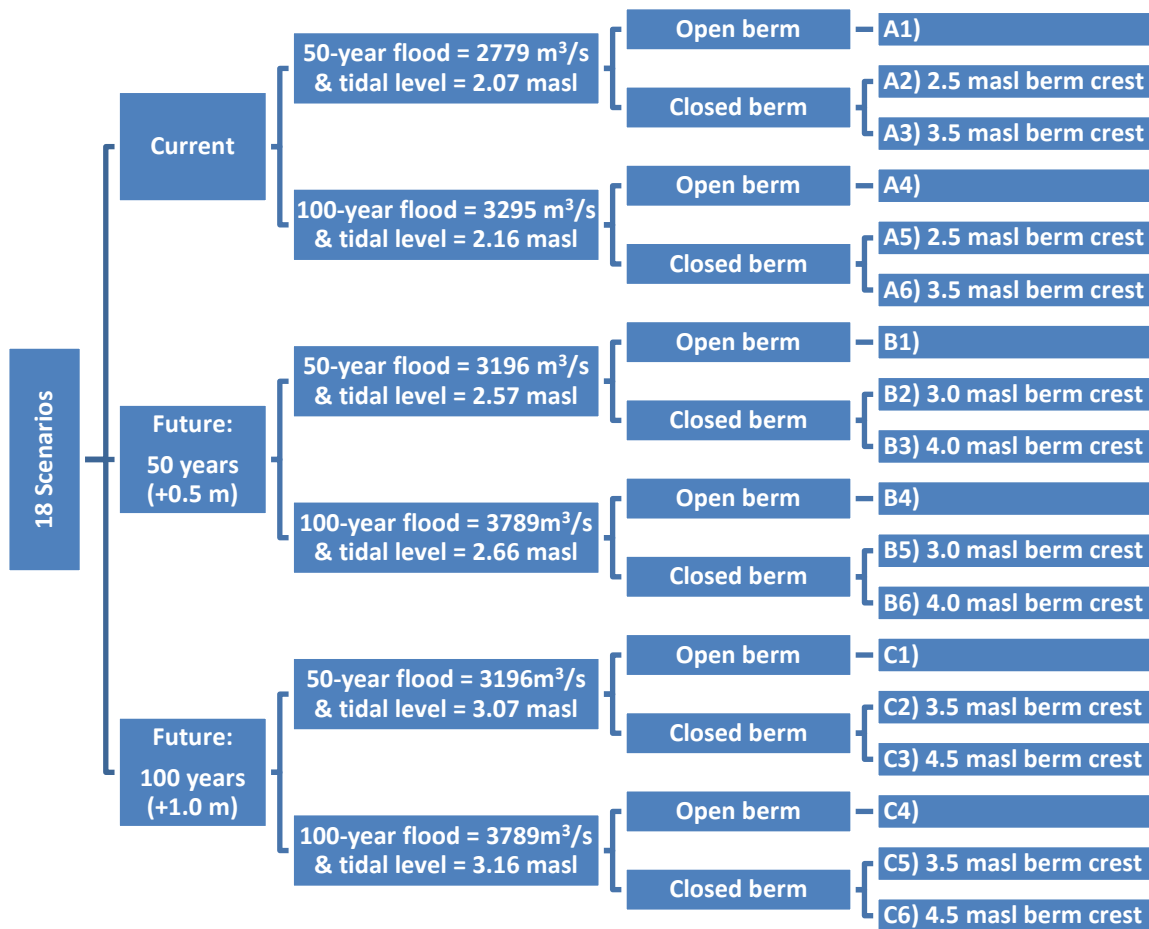 18 Scenarios
Current
50-year flood = 2779 m³/s
& tidal level = 2.07 masl
Open berm
A1)
Closed berm
A2) 2.5 masl berm crest
A3) 3.5 masl berm crest
100-year flood = 3295 m³/s
& tidal level = 2.16 masl
Open berm
A4)
Closed berm
A5) 2.5 masl berm crest
A6) 3.5 masl berm crest
Future:
50 years
(+0.5 m)
50-year flood = 3196 m³/s
& tidal level = 2.57 masl
Open berm
B1)
Closed berm
B2) 3.0 masl berm crest
B3) 4.0 masl berm crest
100-year flood = 3789m³/s
& tidal level = 2.66 masl
Open berm
B4)
Closed berm
B5) 3.0 masl berm crest
B6) 4.0 masl berm crest
Future:
100 years
(+1.0 m)
50-year flood = 3196m³/s
& tidal level = 3.07 masl
Open berm
C1)
Closed berm
C2) 3.5 masl berm crest
C3) 4.5 masl berm crest
100-year flood = 3789m³/s
& tidal level = 3.16 masl
Open berm
C4)
Closed berm
C5) 3.5 masl berm crest
C6) 4.5 masl berm crest